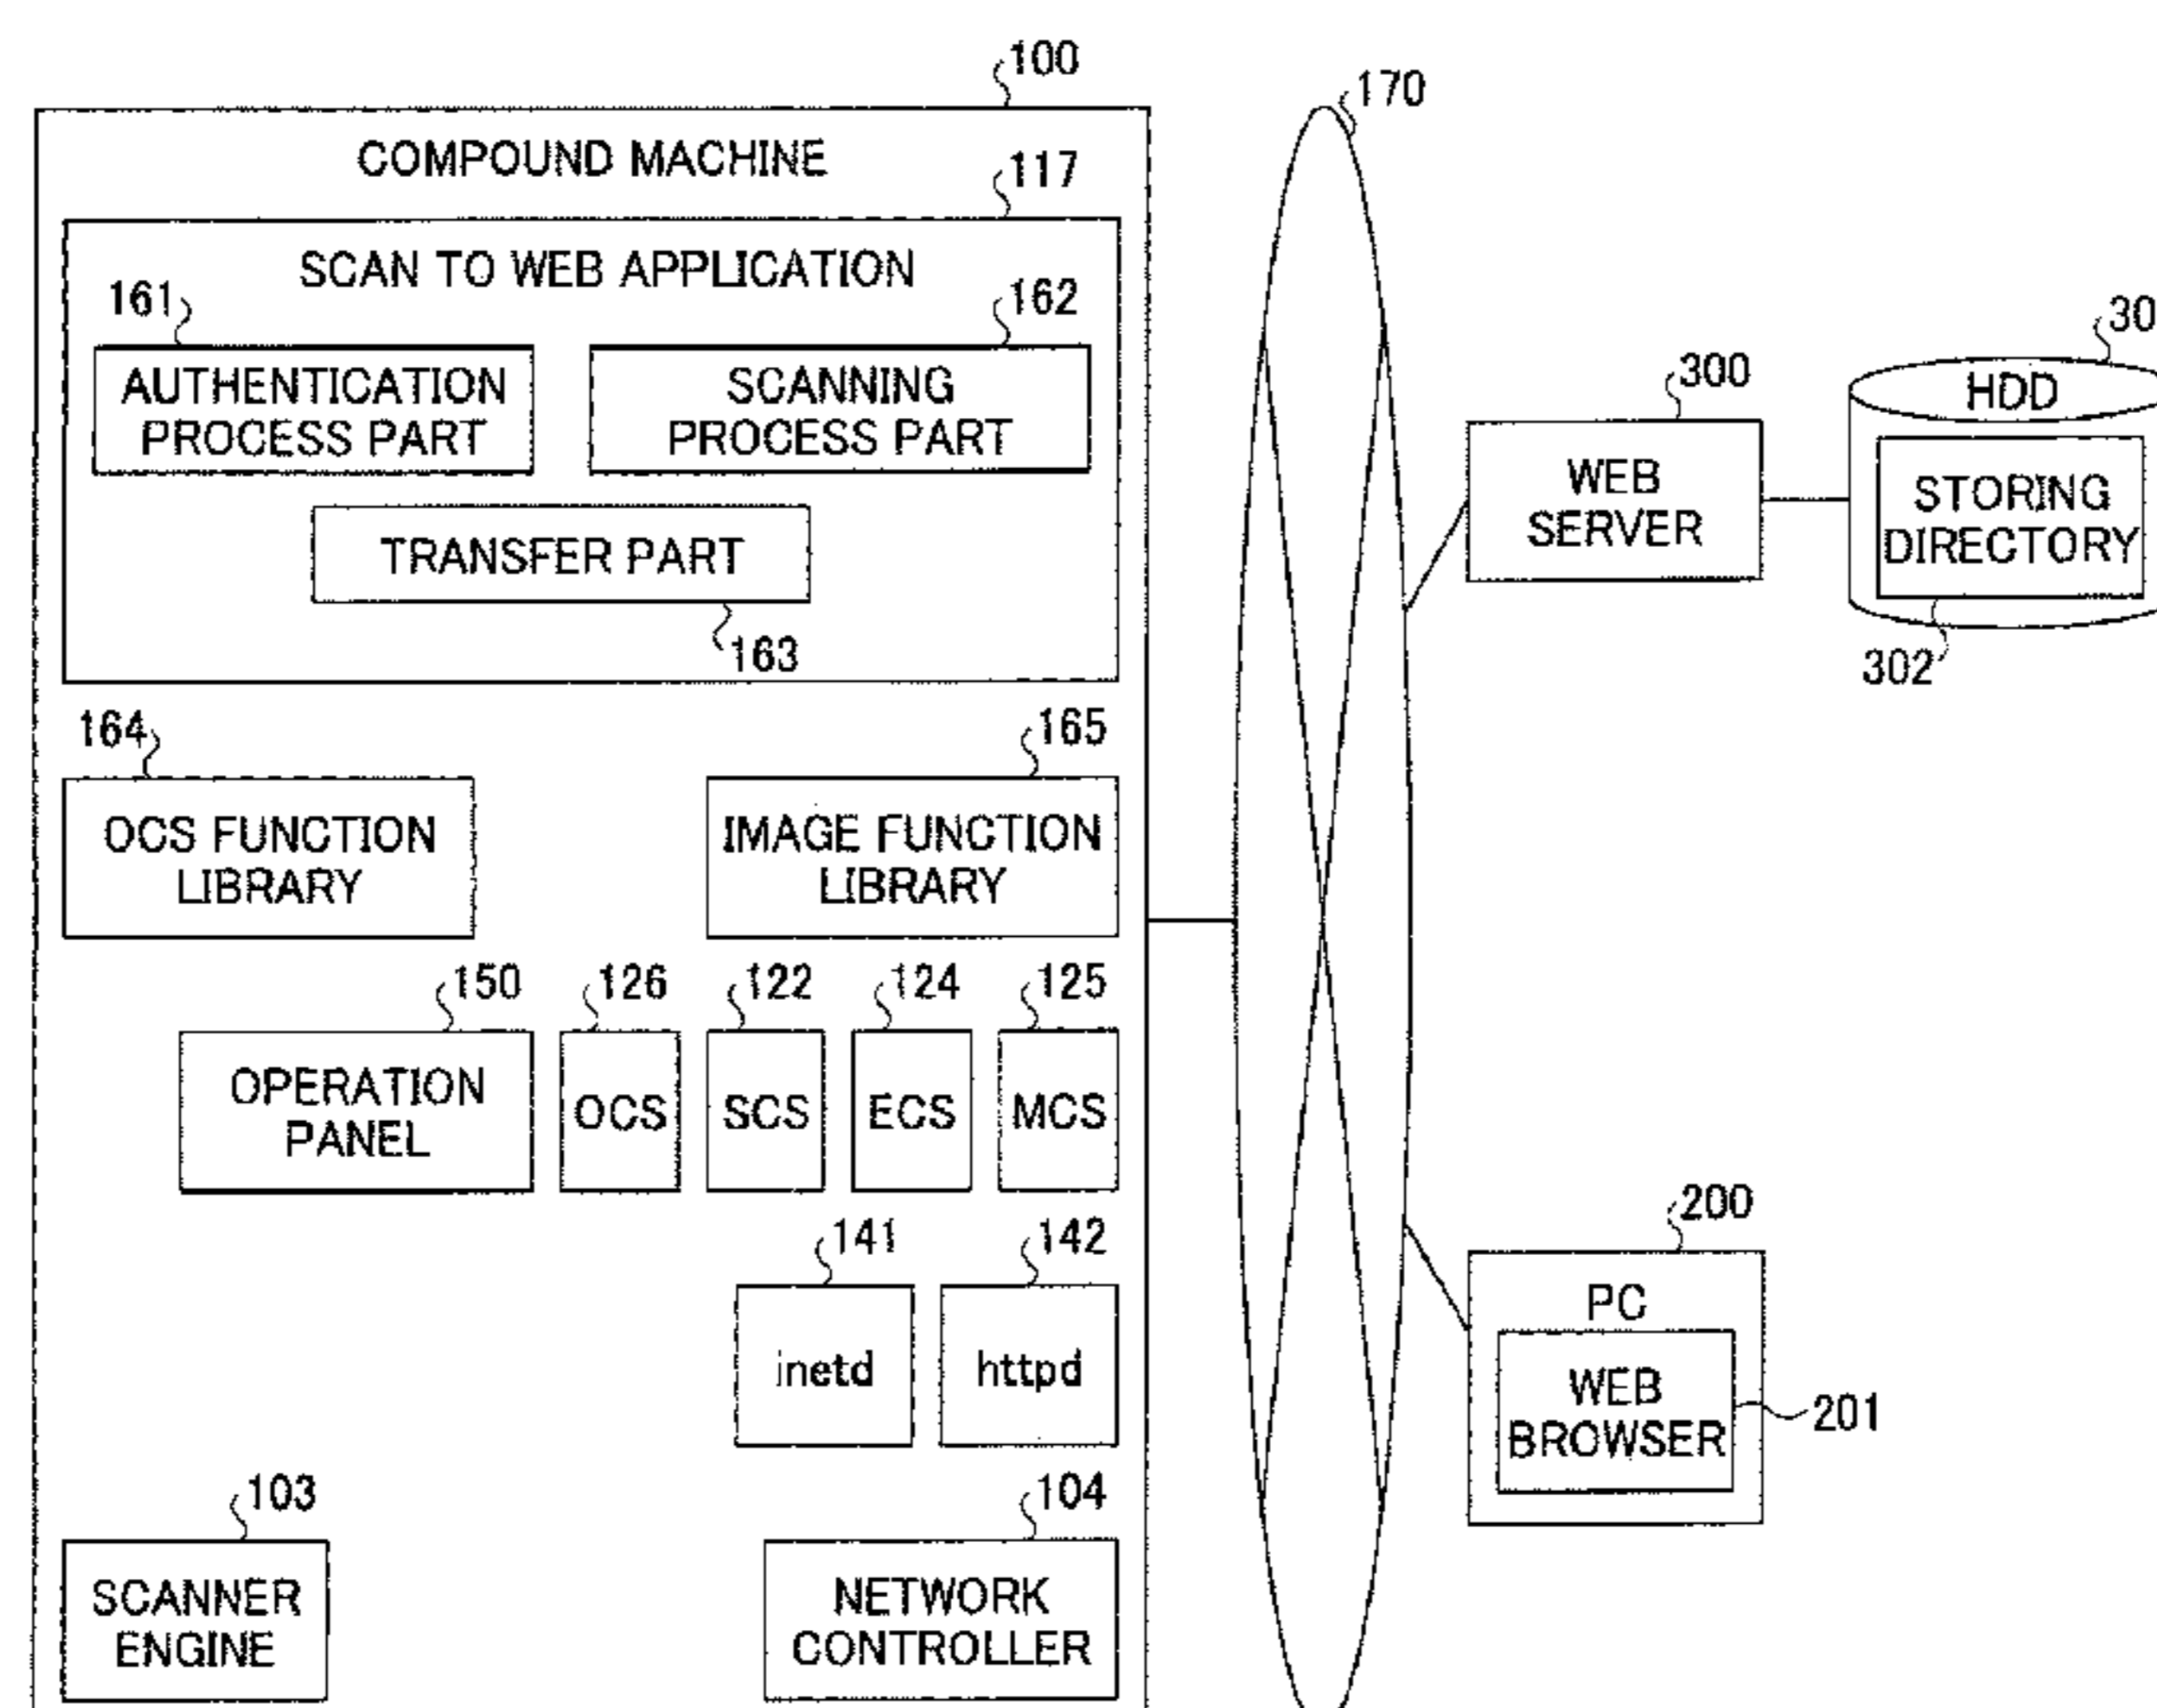 100
170
COMPOUND MACHINE
117
SCAN TO WEB APPLICATION
161
162
AUTHENTICATION
PROCESS PART
SCANNING
PROCESS PART
TRANSFER PART
163
300
WEB
SERVER
30
HDD
STORING
DIRECTORY
302
164
165
OCS FUNCTION
LIBRARY
IMAGE FUNCTION
LIBRARY
150
126
122
124
125
OPERATION
PANEL
OCS
SCS
ECS
MCS
141
142
inetd
httpd
200
PC
WEB
BROWSER
201
103
104
SCANNER
ENGINE
NETWORK
CONTROLLER